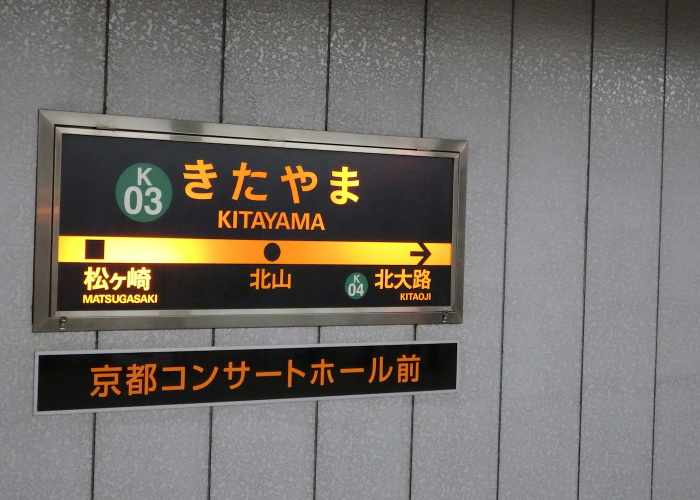 K
03
きたやま
KITAYAMA
松ヶ崎 北山 K 04 北大路
MATSUGASAKI KITAOJI
京都コンサートホール前